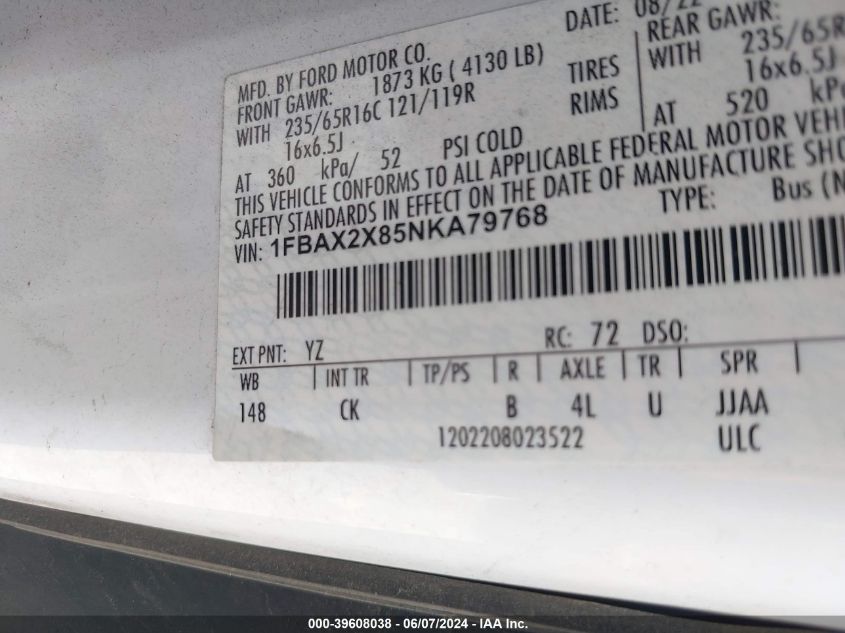 DATE: 08/22
MFD. BY FORD MOTOR CO.
FRONT GAWR: 1873 KG ( 4130 LB)
REAR GAWR:
WITH 235/65R16C 121/119R TIRES
WITH 235/65R
16x6.5J RIMS
16x6.5J
AT 360 kPa/ 52 PSI COLD
AT 520 kPa
THIS VEHICLE CONFORMS TO ALL APPLICABLE FEDERAL MOTOR VEHI
SAFETY STANDARDS IN EFFECT ON THE DATE OF MANUFACTURE SHO
VIN: 1FBAX2X85NKA79768 TYPE: Bus (N
EXT PNT: YZ RC: 72 DSO:
WB | INT TR | TP/PS | R | AXLE | TR | SPR |
148 CK B 4L U JJAA
1202208023522 ULC
000-39608038 - 06/07/2024 - IAA Inc.